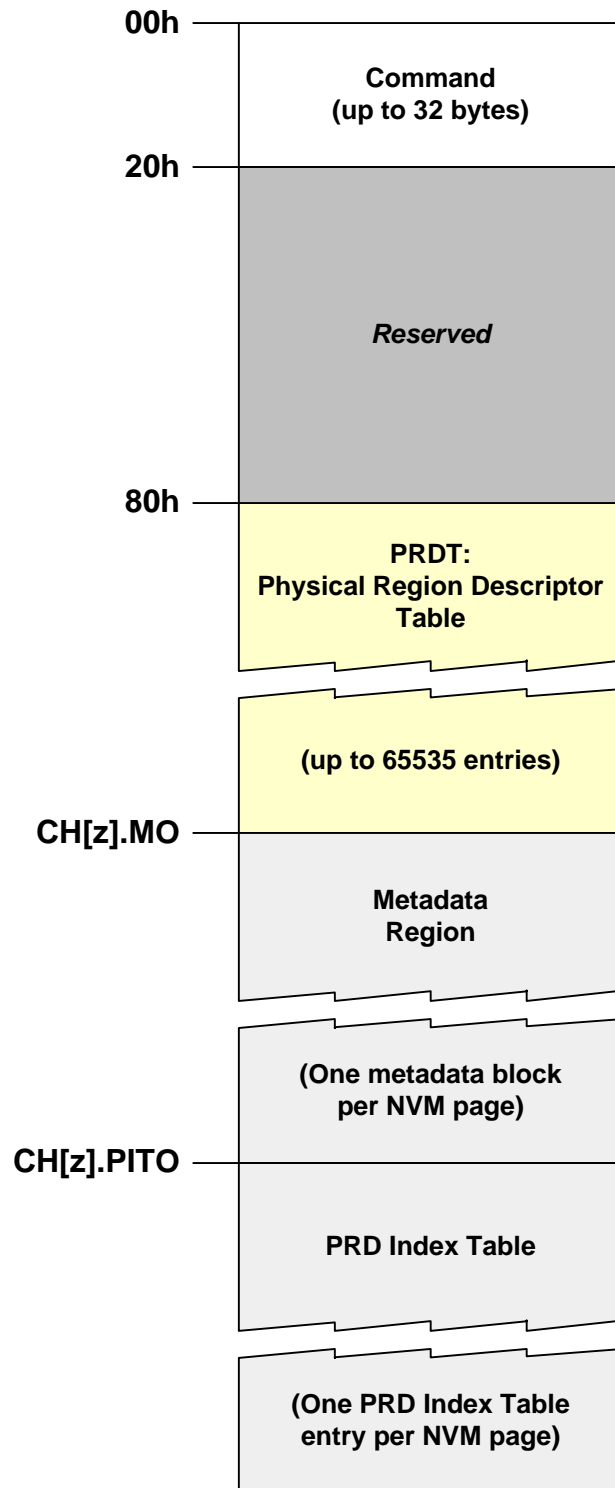 00h
Command
(up to 32 bytes)
20h
Reserved
80h
PRDT:
Physical Region Descriptor
Table
(up to 65535 entries)
CH[z].MO
Metadata
Region
(One metadata block
per NVM page)
CH[z].PITO
PRD Index Table
(One PRD Index Table
entry per NVM page)